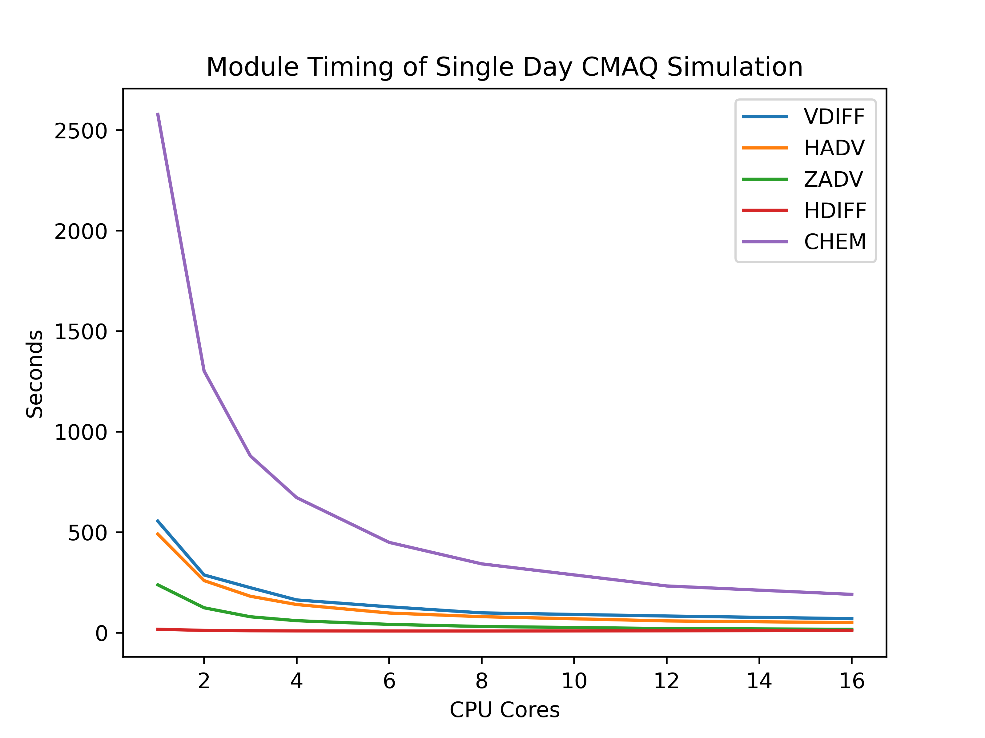 Module Timing of Single Day CMAQ Simulation
VDIFF
HADV
ZADV
HDIFF
CHEM
2500
2000
1500
1000
500
0
Seconds
2 4 6 8 10 12 14 16
CPU Cores